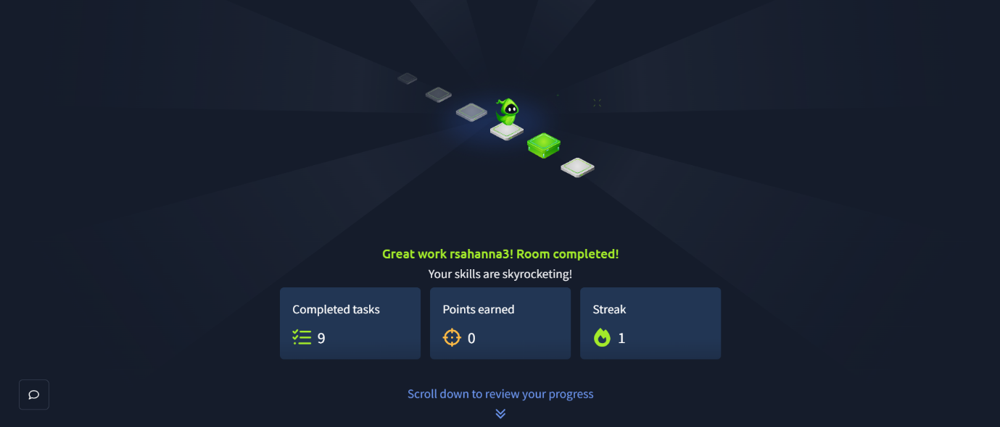 Great work rsahanna3! Room completed!
Your skills are skyrocketing!
Completed tasks
9
Points earned
0
Streak
1
Scroll down to review your progress